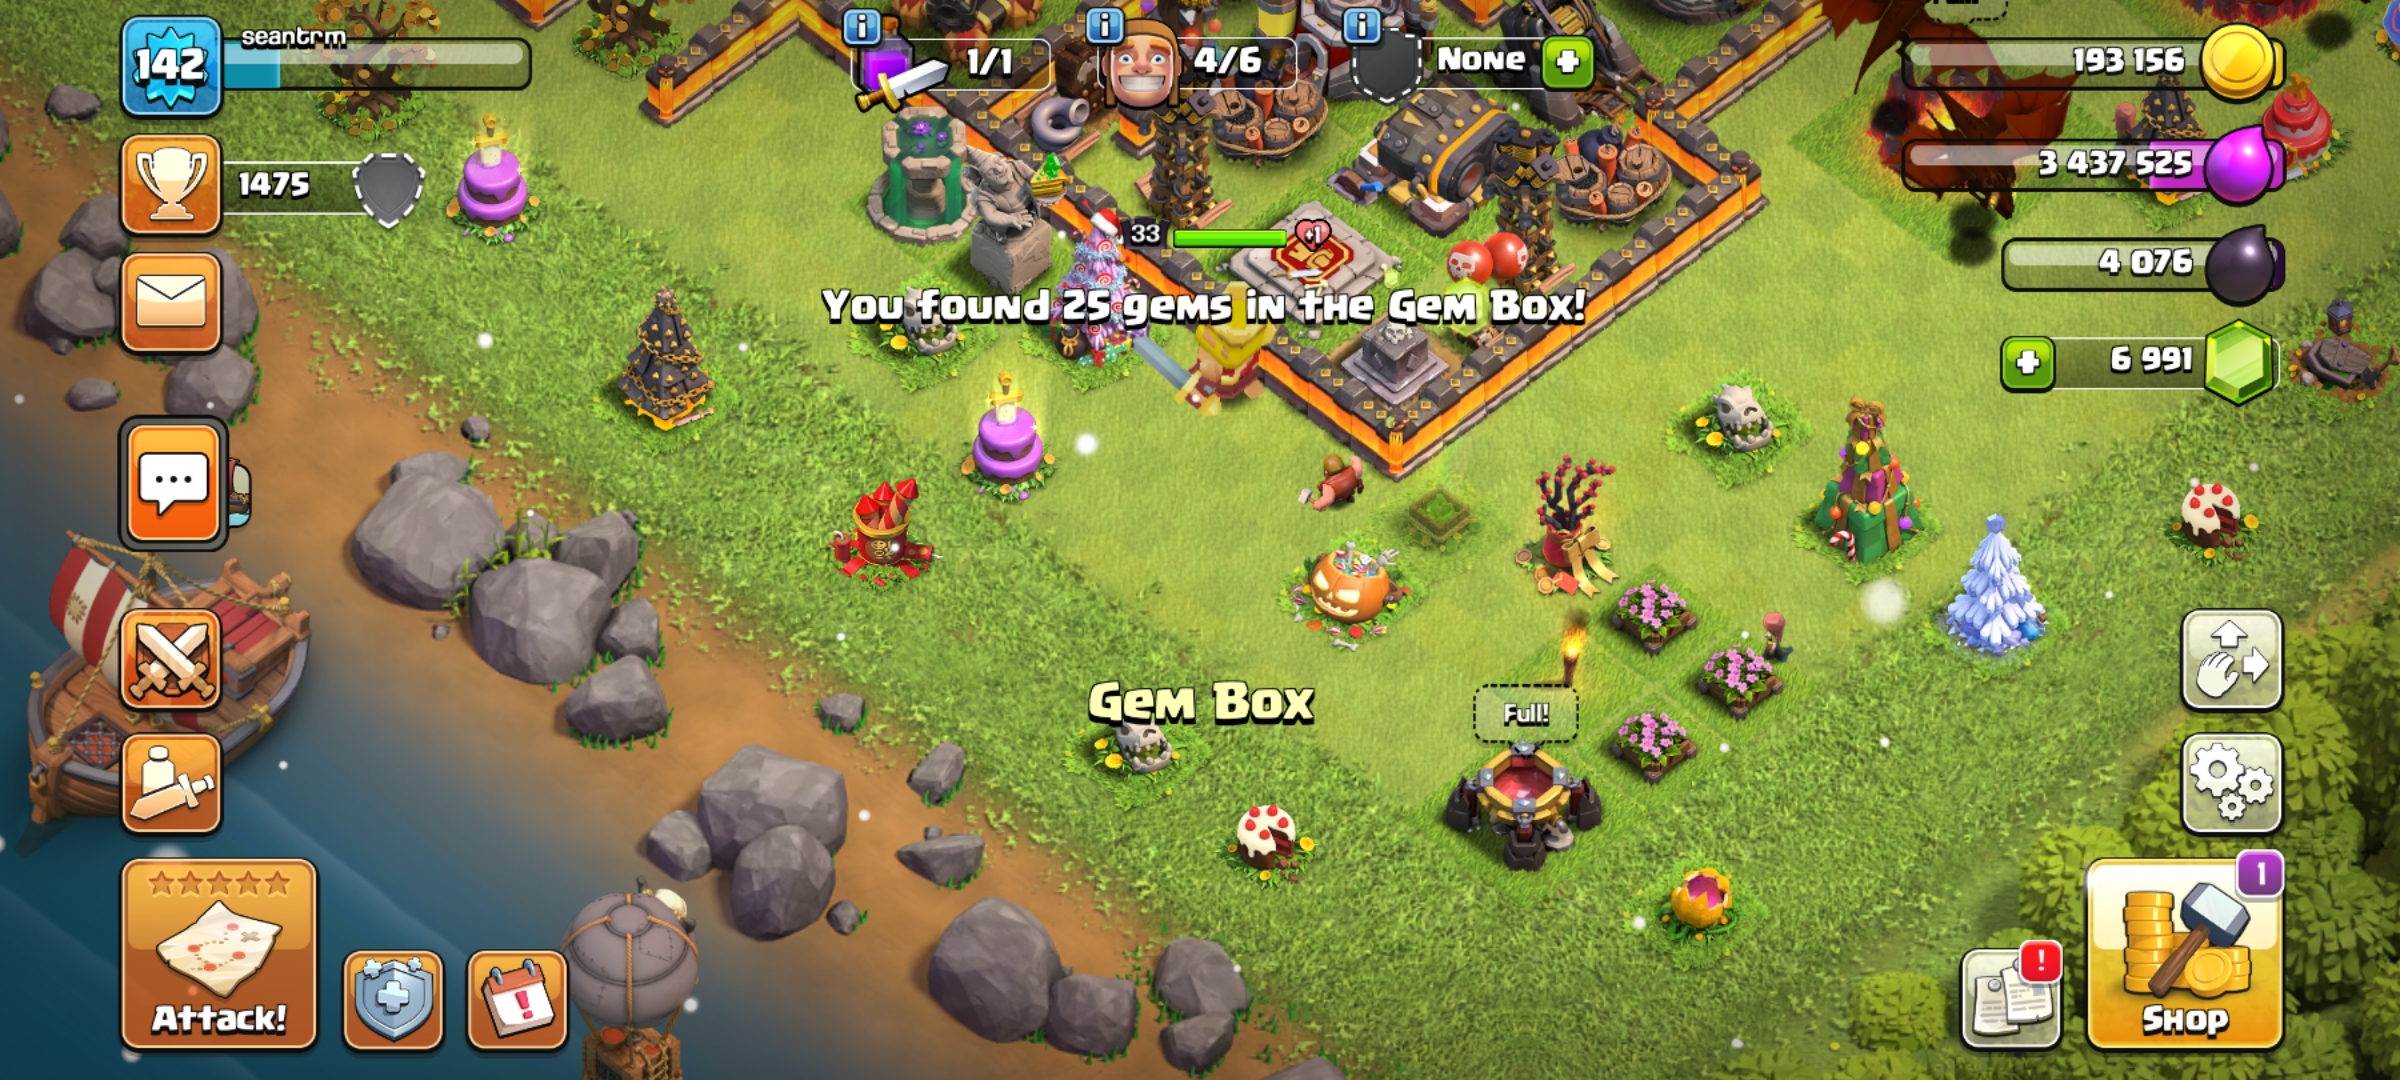 142
seantrm
1/1
4/6
None
193 156
1475
3 437 525
33
+1
4 076
You found 25 gems in the Gem Box!
6 991
Gem Box
Full!
1
Attack!
Shop